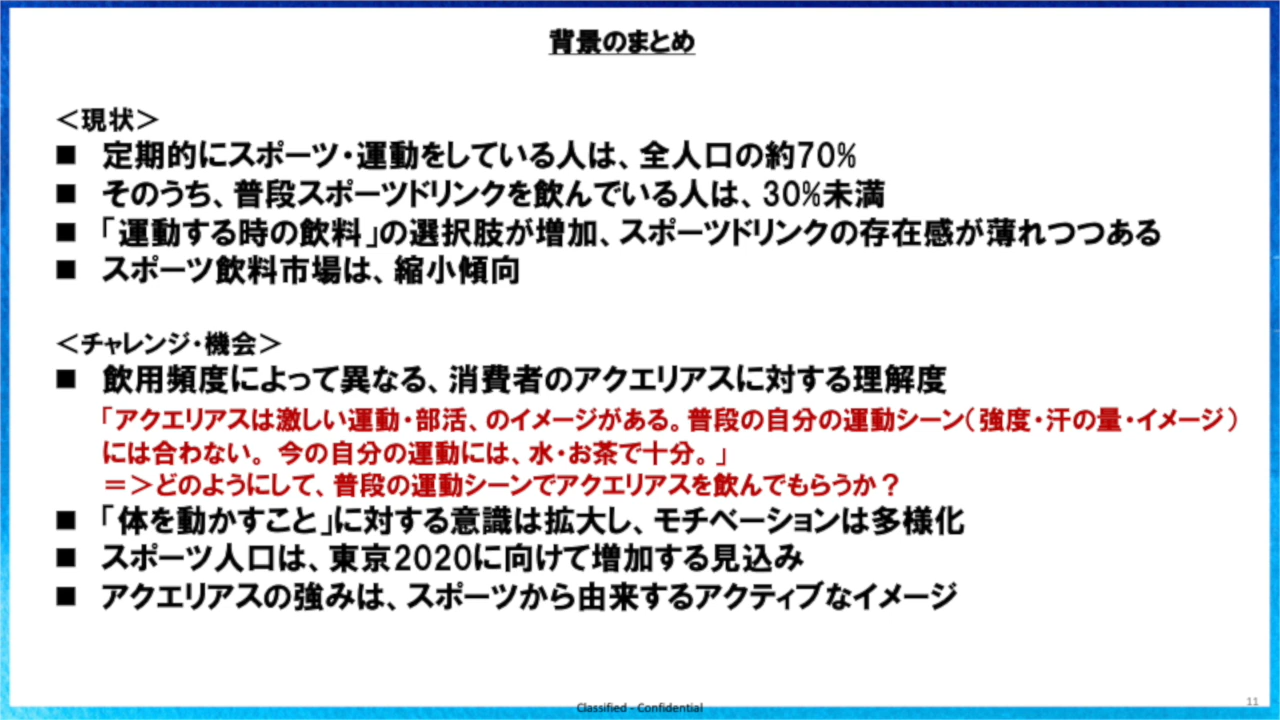 背景のまとめ
＜現状＞
■ 定期的にスポーツ・運動をしている人は、全人口の約70%
■ そのうち、普段スポーツドリンクを飲んでいる人は、30%未満
■ 「運動する時の飲料」の選択肢が増加、スポーツドリンクの存在感が薄れつつある
■ スポーツ飲料市場は、縮小傾向
＜チャレンジ・機会＞
■ 飲用頻度によって異なる、消費者のアクエリアスに対する理解度
「アクエリアスは激しい運動・部活、のイメージがある。普段の自分の運動シーン（強度・汗の量・イメージ）
には合わない。今の自分の運動には、水・お茶で十分。」
＝＞どのようにして、普段の運動シーンでアクエリアスを飲んでもらうか？
■ 「体を動かすこと」に対する意識は拡大し、モチベーションは多様化
■ スポーツ人口は、東京2020に向けて増加する見込み
■ アクエリアスの強みは、スポーツから由来するアクティブなイメージ
Classified - Confidential
11